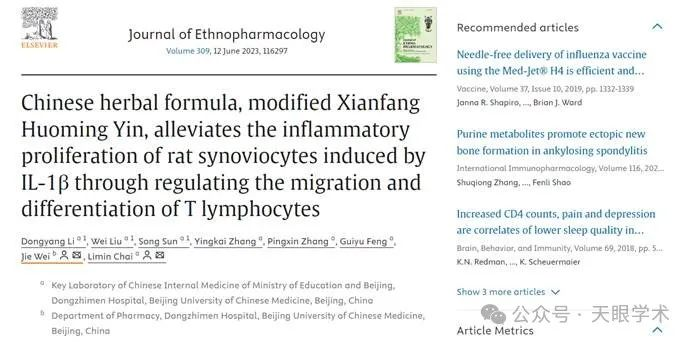 ELSEVIER
Journal of Ethnopharmacology
Volume 309, 12 June 2023, 116297
Chinese herbal formula, modified Xianfang
Huoming Yin, alleviates the inflammatory
proliferation of rat synoviocytes induced by
IL-1β through regulating the migration and
differentiation of T lymphocytes
Dongyang Li a 1, Wei Liu a 1, Song Sun a 1, Yingkai Zhang a, Pingxin Zhang a, Guiyu Feng a,
Jie Wei b, Limin Chai a
a Key Laboratory of Chinese Internal Medicine of Ministry of Education and Beijing,
Dongzhimen Hospital, Beijing University of Chinese Medicine, Beijing, China
b Department of Pharmacy, Dongzhimen Hospital, Beijing University of Chinese Medicine,
Beijing, China
Recommended articles
Needle-free delivery of influenza vaccine
using the Med-Jet® H4 is efficient and…
Vaccine, Volume 37, Issue 10, 2019, pp. 1332-1339
Janna R. Shapiro, …, Brian J. Ward
Purine metabolites promote ectopic new
bone formation in ankylosing spondylitis
International Immunopharmacology, Volume 116, 202…
Shuqiong Zhang, …, Fenli Shao
Increased CD4 counts, pain and depression
are correlates of lower sleep quality in…
Brain, Behavior, and Immunity, Volume 69, 2018, pp. 5…
K.N. Redman, …, K. Scheuermaier
Show 3 more articles
公众号 · 天眼学术
Article Metrics